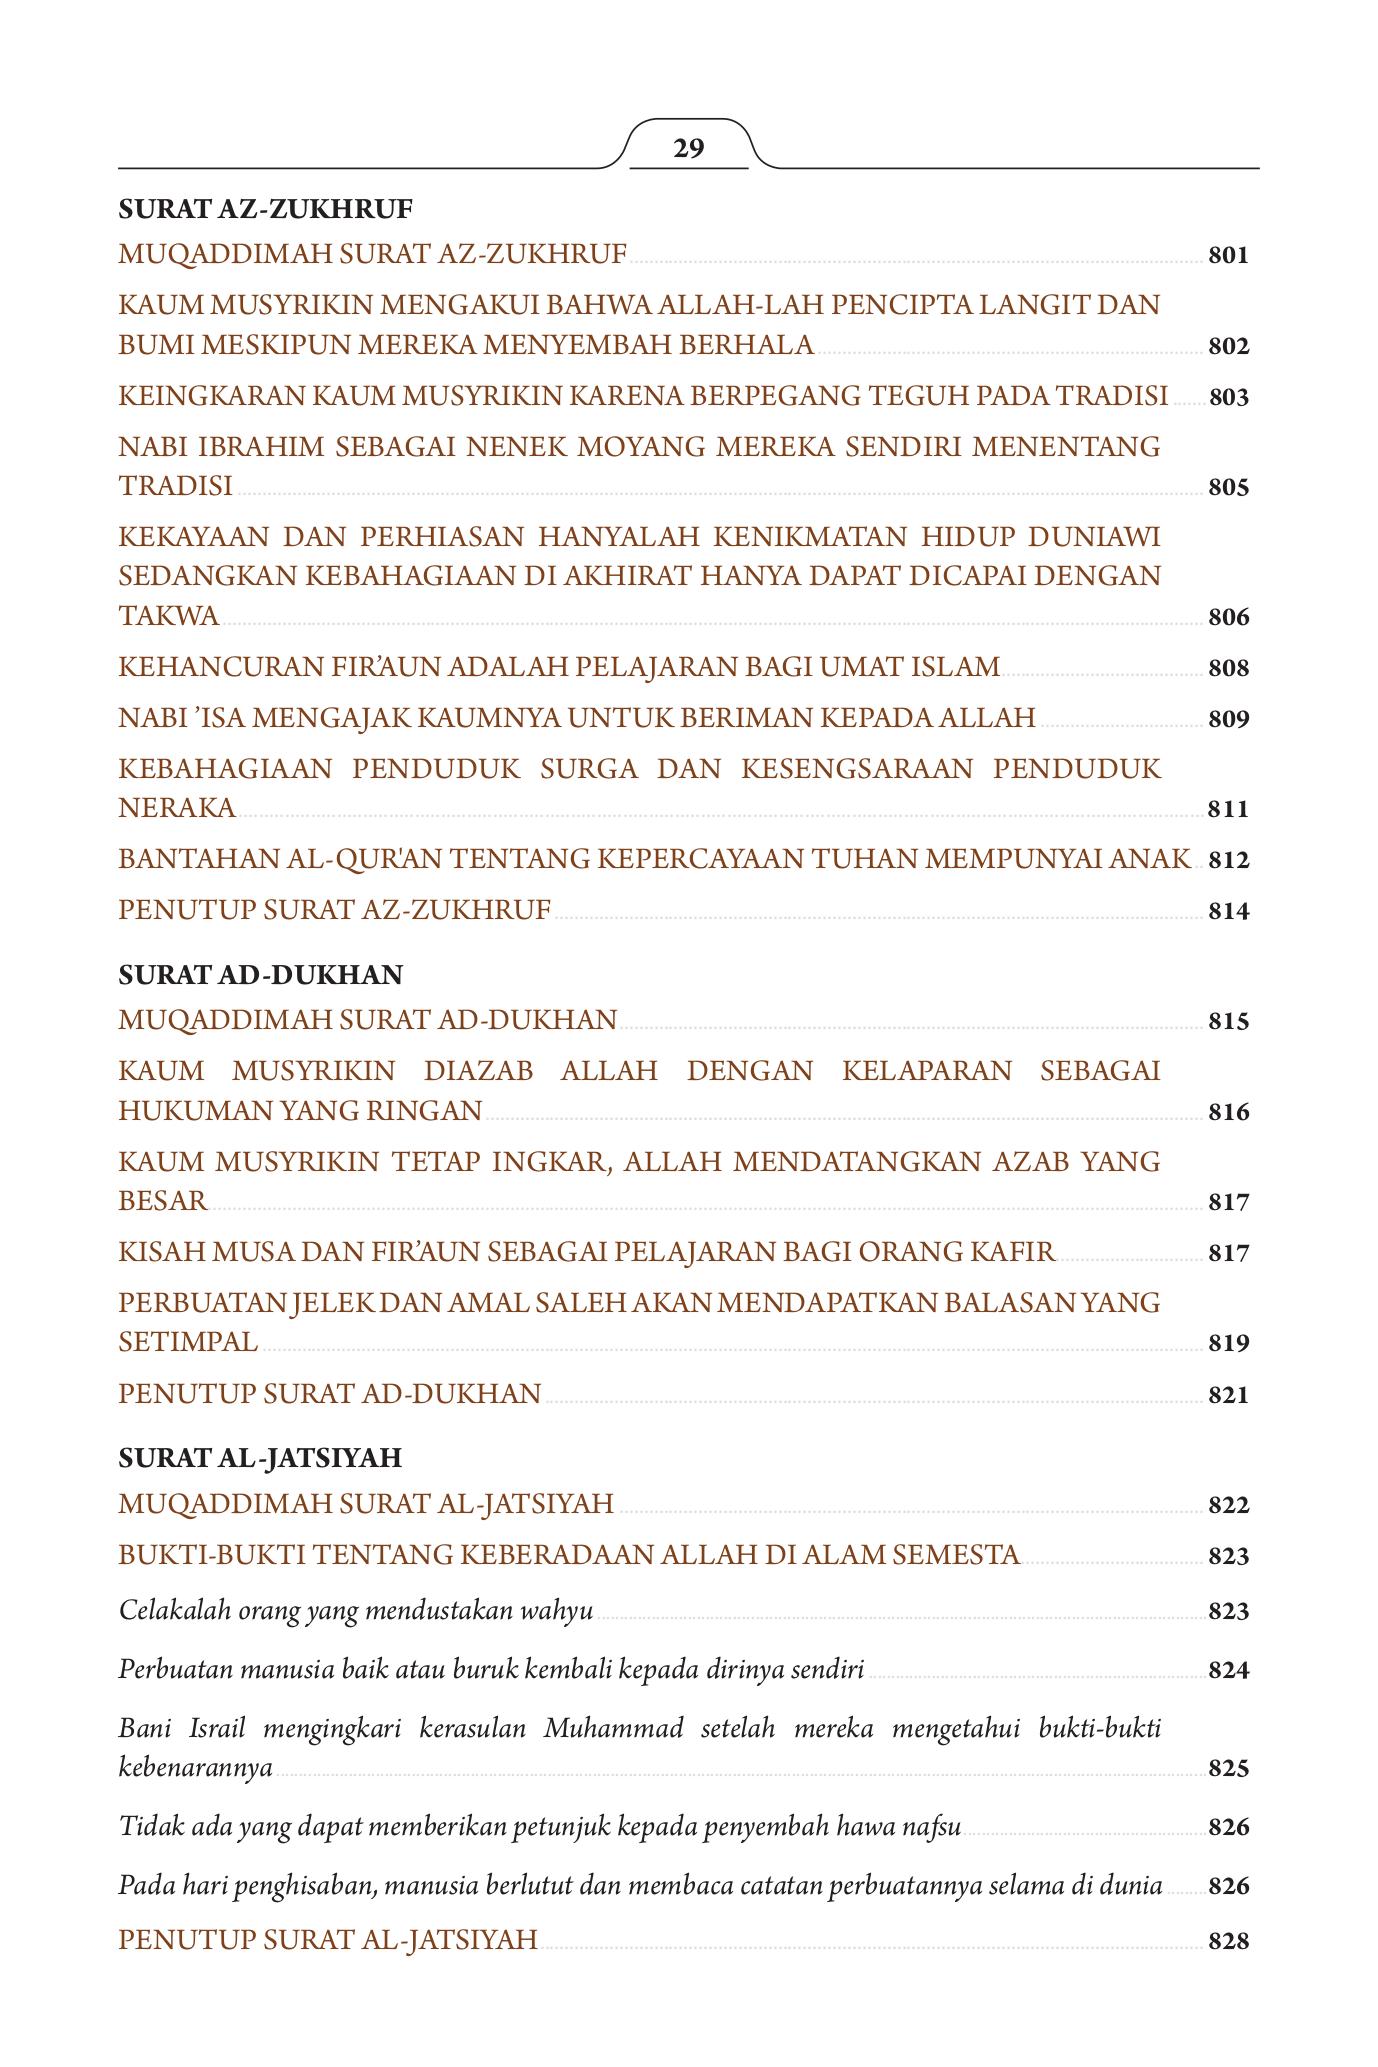 29
SURAT AZ-ZUKHRUF
MUQADDIMAH SURAT AZ-ZUKHRUF 801
KAUM MUSYRIKIN MENGAKUI BAHWA ALLAH-LAH PENCIPTA LANGIT DAN
BUMI MESKIPUN MEREKA MENYEMBAH BERHALA 802
KEINGKARAN KAUM MUSYRIKIN KARENA BERPEGANG TEGUH PADA TRADISI 803
NABI IBRAHIM SEBAGAI NENEK MOYANG MEREKA SENDIRI MENENTANG
TRADISI 805
KEKAYAAN DAN PERHIASAN HANYALAH KENIKMATAN HIDUP DUNIAWI
SEDANGKAN KEBAHAGIAAN DI AKHIRAT HANYA DAPAT DICAPAI DENGAN
TAKWA 806
KEHANCURAN FIR’AUN ADALAH PELAJARAN BAGI UMAT ISLAM 808
NABI ’ISA MENGAJAK KAUMNYA UNTUK BERIMAN KEPADA ALLAH 809
KEBAHAGIAAN PENDUDUK SURGA DAN KESENGSARAAN PENDUDUK
NERAKA 811
BANTAHAN AL-QUR'AN TENTANG KEPERCAYAAN TUHAN MEMPUNYAI ANAK 812
PENUTUP SURAT AZ-ZUKHRUF 814
SURAT AD-DUKHAN
MUQADDIMAH SURAT AD-DUKHAN 815
KAUM MUSYRIKIN DIAZAB ALLAH DENGAN KELAPARAN SEBAGAI
HUKUMAN YANG RINGAN 816
KAUM MUSYRIKIN TETAP INGKAR, ALLAH MENDATANGKAN AZAB YANG
BESAR 817
KISAH MUSA DAN FIR’AUN SEBAGAI PELAJARAN BAGI ORANG KAFIR 817
PERBUATAN JELEK DAN AMAL SALEH AKAN MENDAPATKAN BALASAN YANG
SETIMPAL 819
PENUTUP SURAT AD-DUKHAN 821
SURAT AL-JATSIYAH
MUQADDIMAH SURAT AL-JATSIYAH 822
BUKTI-BUKTI TENTANG KEBERADAAN ALLAH DI ALAM SEMESTA 823
Celakalah orang yang mendustakan wahyu 823
Perbuatan manusia baik atau buruk kembali kepada dirinya sendiri 824
Bani Israil mengingkari kerasulan Muhammad setelah mereka mengetahui bukti-bukti
kebenarannya 825
Tidak ada yang dapat memberikan petunjuk kepada penyembah hawa nafsu 826
Pada hari penghisaban, manusia berlutut dan membaca catatan perbuatannya selama di dunia 826
PENUTUP SURAT AL-JATSIYAH 828